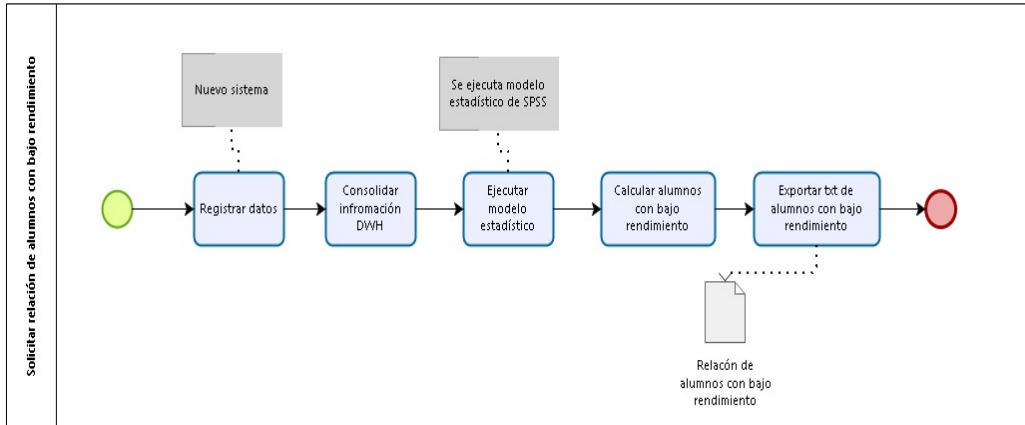 Solicitar relación de alumnos con bajo rendimiento
Nuevo sistema
Se ejecuta modelo
estadístico de SPSS
Registrar datos
Consolidar
infromación
DWH
Ejecutar
modelo
estadístico
Calcular alumnos
con bajo
rendimiento
Exportar txt de
alumnos con bajo
rendimiento
Relacón de
alumnos con bajo
rendimiento